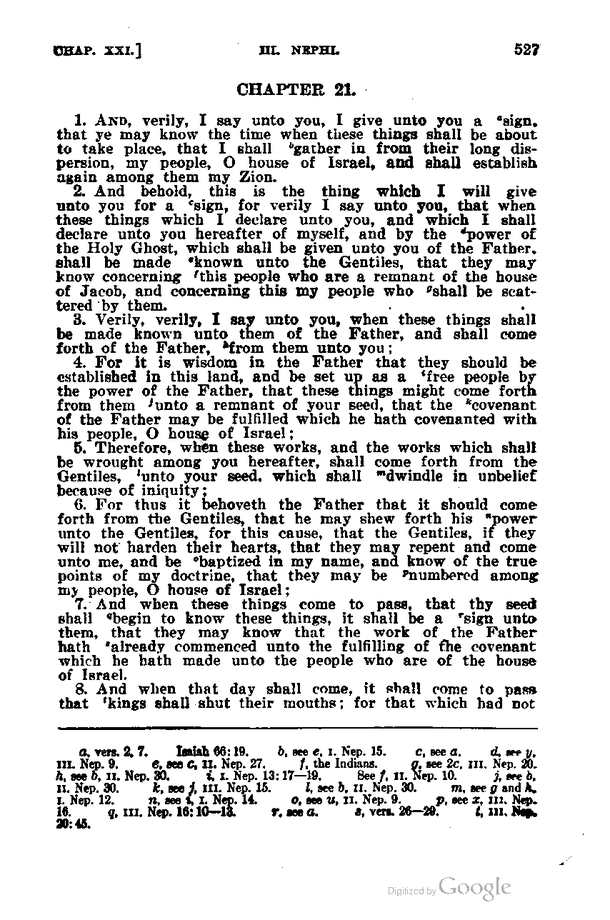 CHAP. XXI.] III. NEPHI. 527
CHAPTER 21.
1. AND, verily, I say unto you, I give unto you a ᵃsign,
that ye may know the time when these things shall be about
to take place, that I shall ᵇgather in from their long dis-
persion, my people, O house of Israel, and shall establish
again among them my Zion.
2. And behold, this is the thing which I will give
unto you for a ᶜsign, for verily I say unto you, that when
these things which I declare unto you, and which I shall
declare unto you hereafter of myself, and by the ᵈpower of
the Holy Ghost, which shall be given unto you of the Father,
shall be made ᵉknown unto the Gentiles, that they may
know concerning ᶠthis people who are a remnant of the house
of Jacob, and concerning this my people who ᵍshall be scat-
tered by them.
3. Verily, verily, I say unto you, when these things shall
be made known unto them of the Father, and shall come
forth of the Father, ʰfrom them unto you;
4. For it is wisdom in the Father that they should be
established in this land, and be set up as a ⁱfree people by
the power of the Father, that these things might come forth
from them ʲunto a remnant of your seed, that the ᵏcovenant
of the Father may be fulfilled which he hath covenanted with
his people, O house of Israel;
5. Therefore, when these works, and the works which shall
be wrought among you hereafter, shall come forth from the
Gentiles, ˡunto your seed, which shall ᵐdwindle in unbelief
because of iniquity;
6. For thus it behoveth the Father that it should come
forth from the Gentiles, that he may shew forth his ⁿpower
unto the Gentiles, for this cause, that the Gentiles, if they
will not harden their hearts, that they may repent and come
unto me, and be ᵒbaptized in my name, and know of the true
points of my doctrine, that they may be ᵖnumbered among
my people, O house of Israel;
7. And when these things come to pass, that thy seed
shall ᑫbegin to know these things, it shall be a ʳsign unto
them, that they may know that the work of the Father
hath ˢalready commenced unto the fulfilling of the covenant
which he hath made unto the people who are of the house
of Israel.
8. And when that day shall come, it shall come to pass
that ᵗkings shall shut their mouths; for that which had not
a, vers. 2, 7. Isaiah 66:19. b, see e, I. Nep. 15. c, see a. d, see y,
III. Nep. 9. e, see c, II. Nep. 27. f, the Indians. g, see 2c, III. Nep. 20.
h, see b, II. Nep. 30. i, I. Nep. 13:17—19. See f, II. Nep. 10. j, see b,
II. Nep. 30. k, see f, III. Nep. 15. l, see b, II. Nep. 30. m, see g and h,
I. Nep. 12. n, see i, I. Nep. 14. o, see u, II. Nep. 9. p, see x, III. Nep.
16. q, III. Nep. 16:10—13. r, see a. s, vers. 26—29. t, III. Nep.
20:45.
Digitized by Google